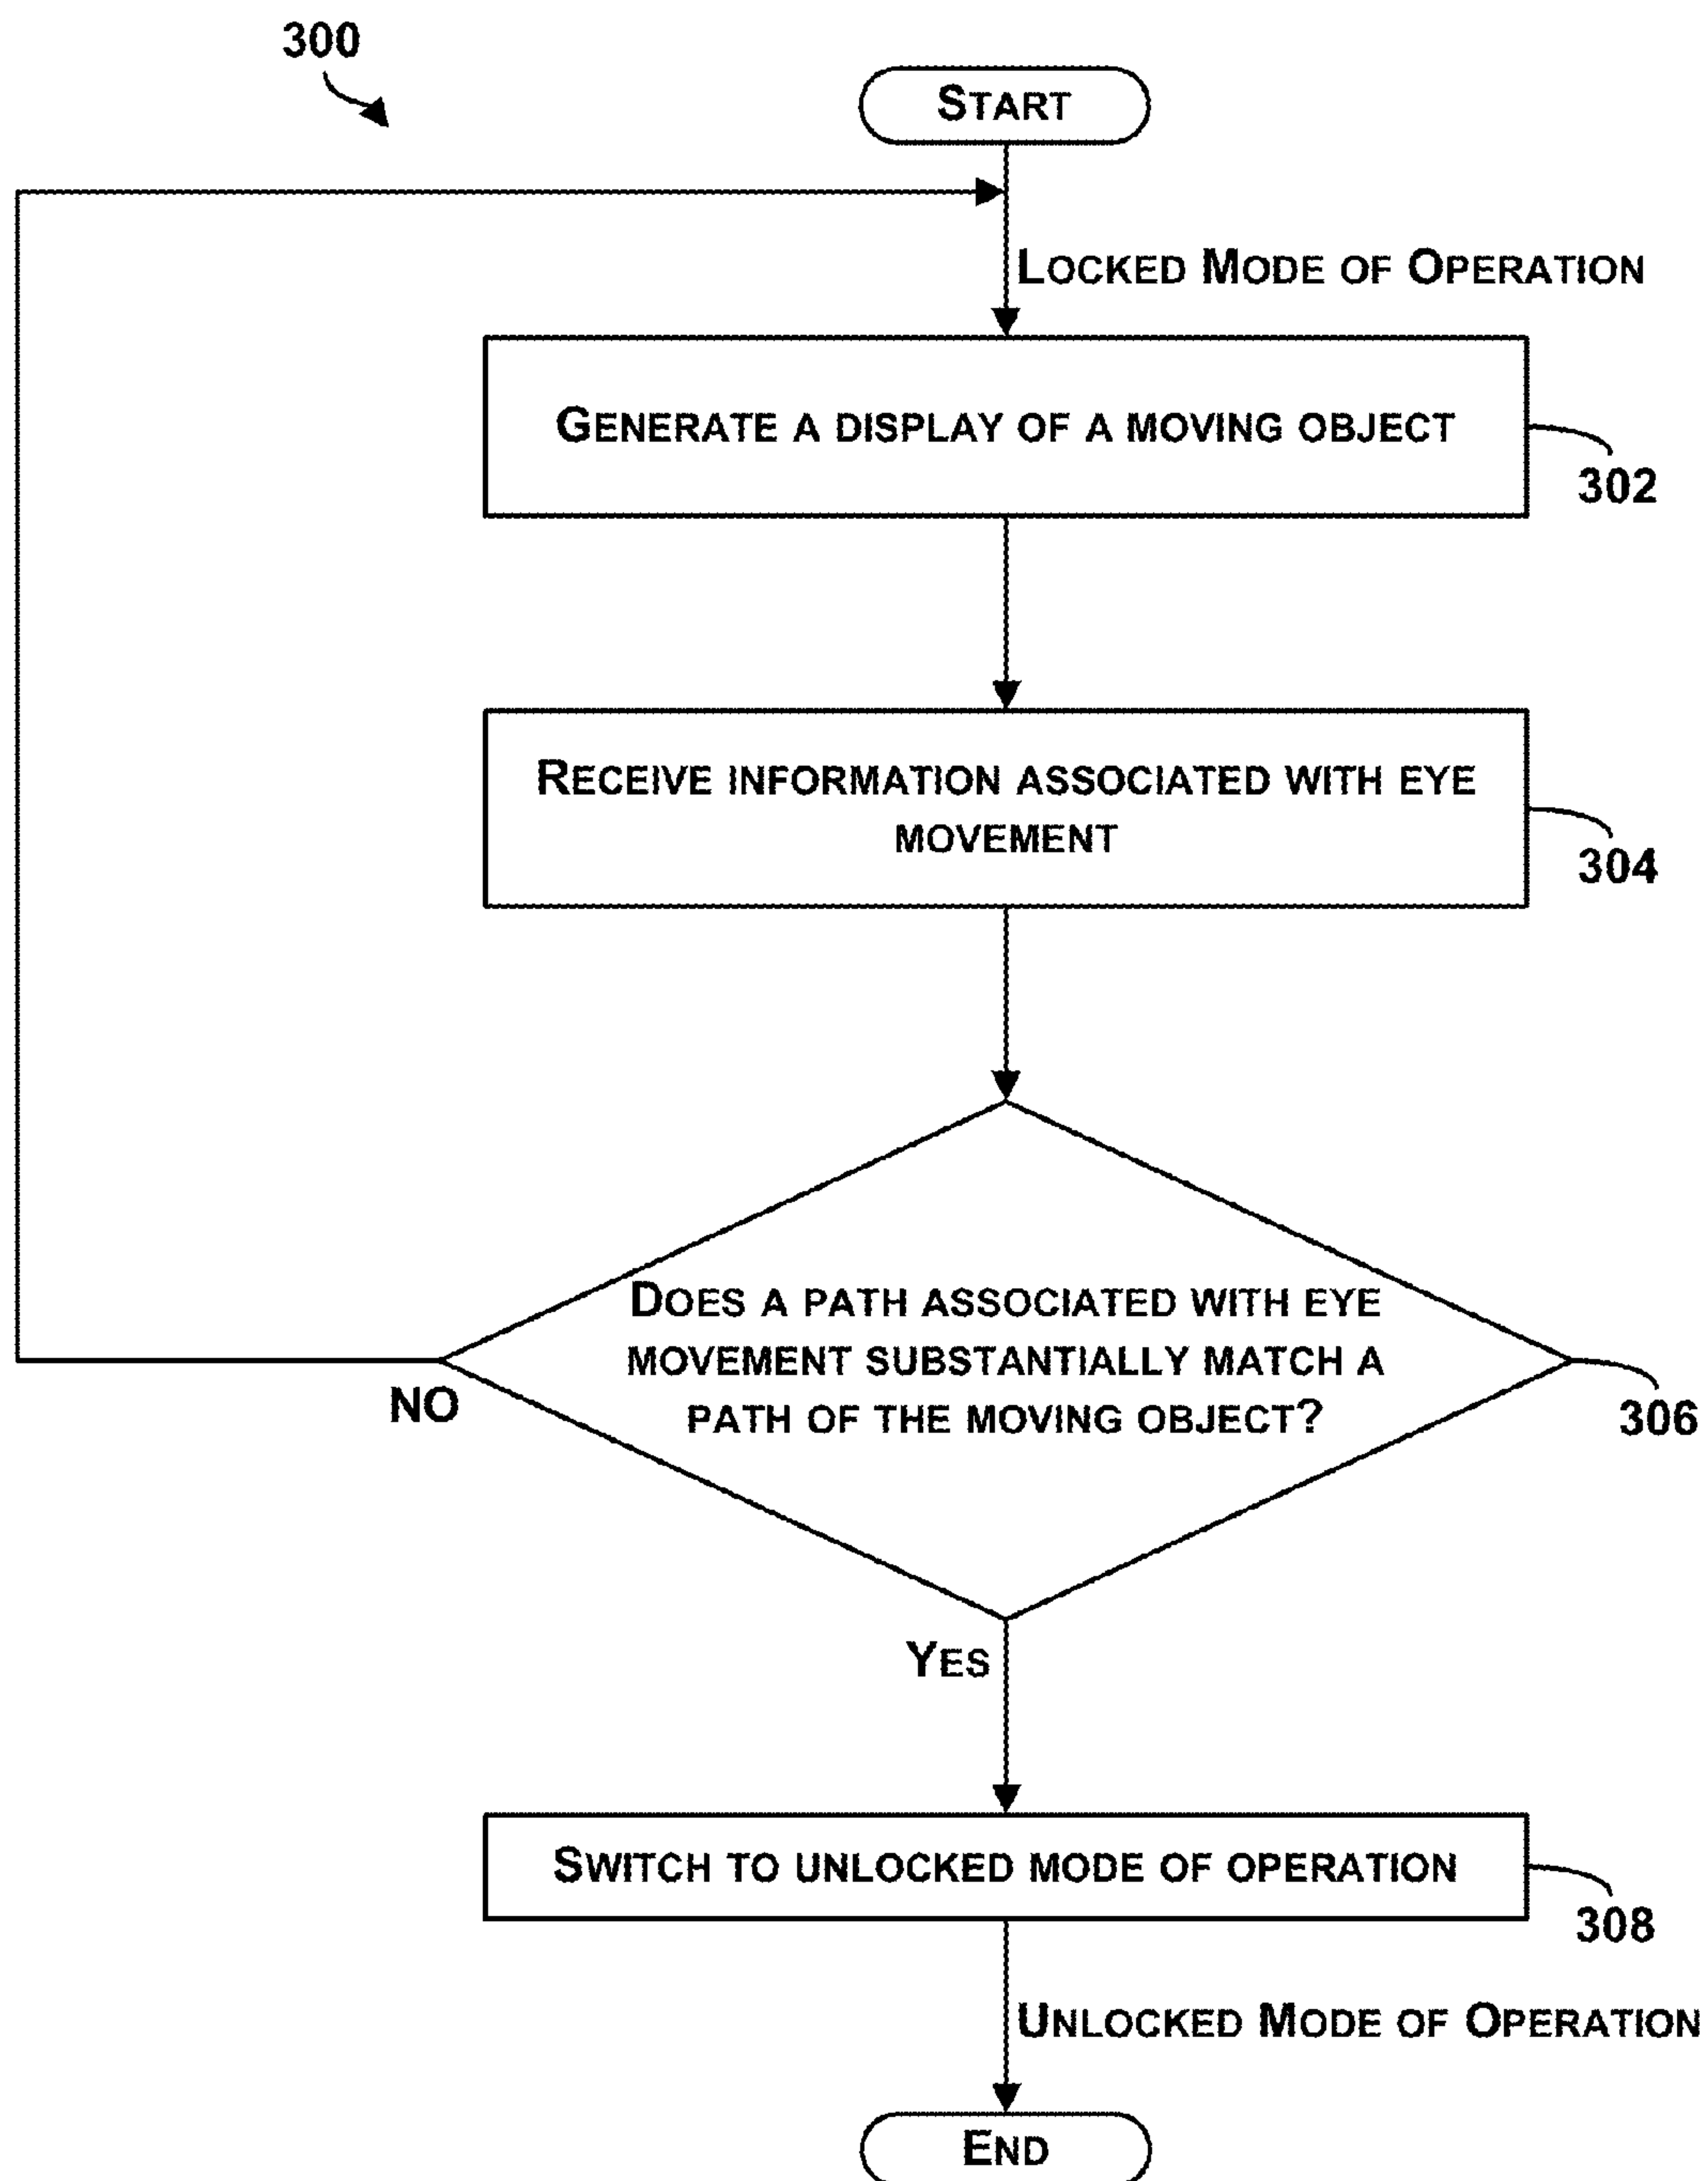 300
START
LOCKED MODE OF OPERATION
GENERATE A DISPLAY OF A MOVING OBJECT
302
RECEIVE INFORMATION ASSOCIATED WITH EYE
MOVEMENT
304
DOES A PATH ASSOCIATED WITH EYE
MOVEMENT SUBSTANTIALLY MATCH A
PATH OF THE MOVING OBJECT?
NO
306
YES
SWITCH TO UNLOCKED MODE OF OPERATION
308
UNLOCKED MODE OF OPERATION
END